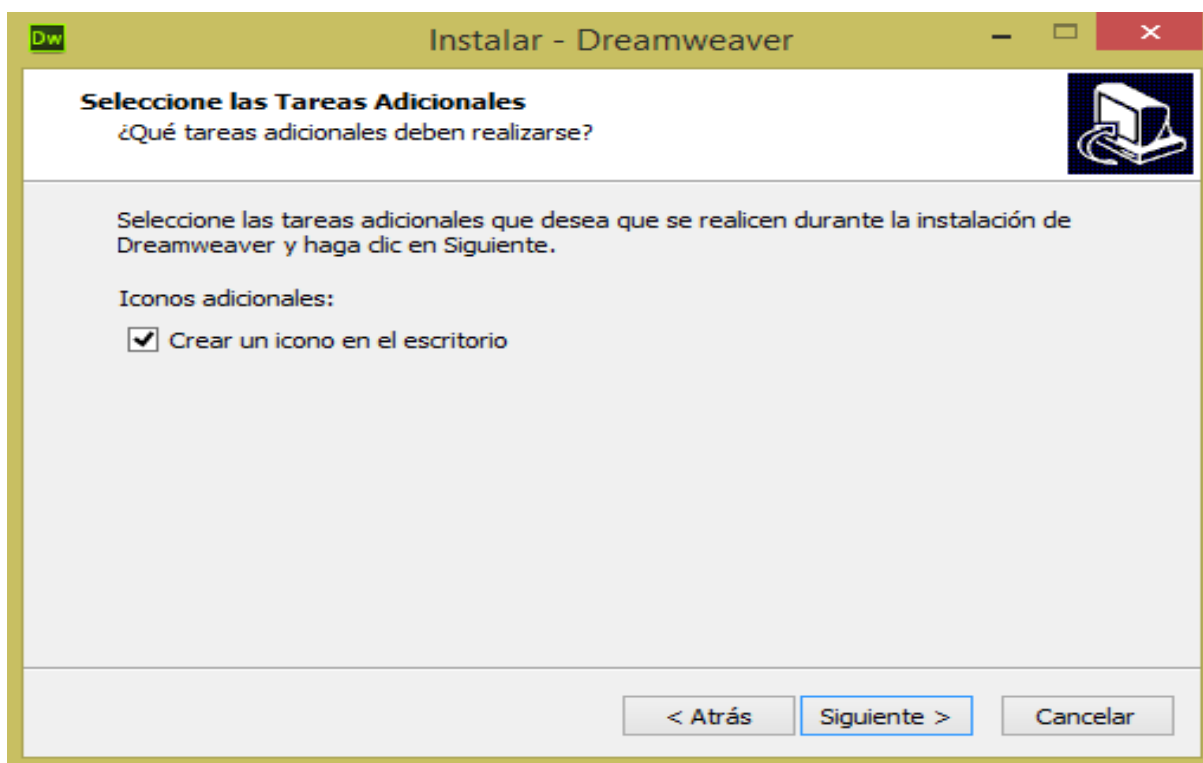 Dw
Instalar - Dreamweaver
Seleccione las Tareas Adicionales
¿Qué tareas adicionales deben realizarse?
Seleccione las tareas adicionales que desea que se realicen durante la instalación de
Dreamweaver y haga clic en Siguiente.
Iconos adicionales:
Crear un icono en el escritorio
< Atrás
Siguiente >
Cancelar